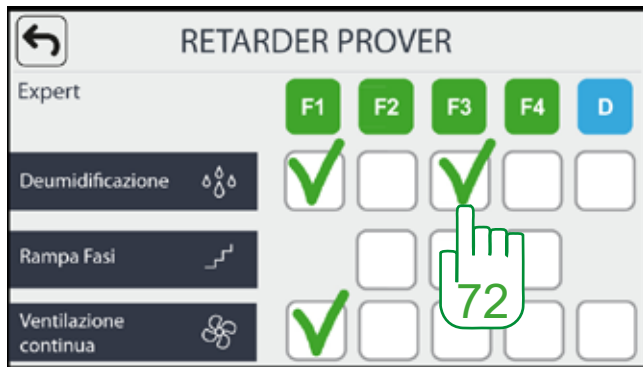 RETARDER PROVER
Expert
F1 F2 F3 F4 D
Deumidificazione
Rampa Fasi
72
Ventilazione
continua